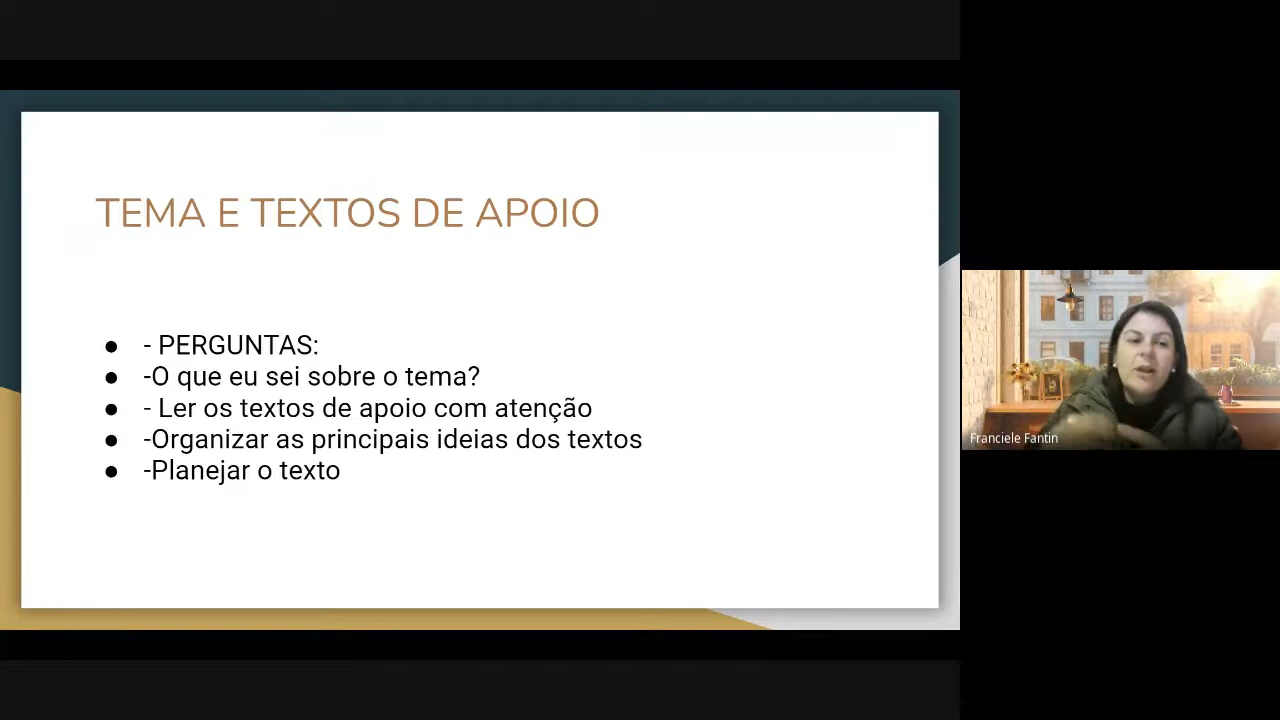 TEMA E TEXTOS DE APOIO
● - PERGUNTAS:
● -O que eu sei sobre o tema?
● - Ler os textos de apoio com atenção
● -Organizar as principais ideias dos textos
● -Planejar o texto
Franciele Fantin